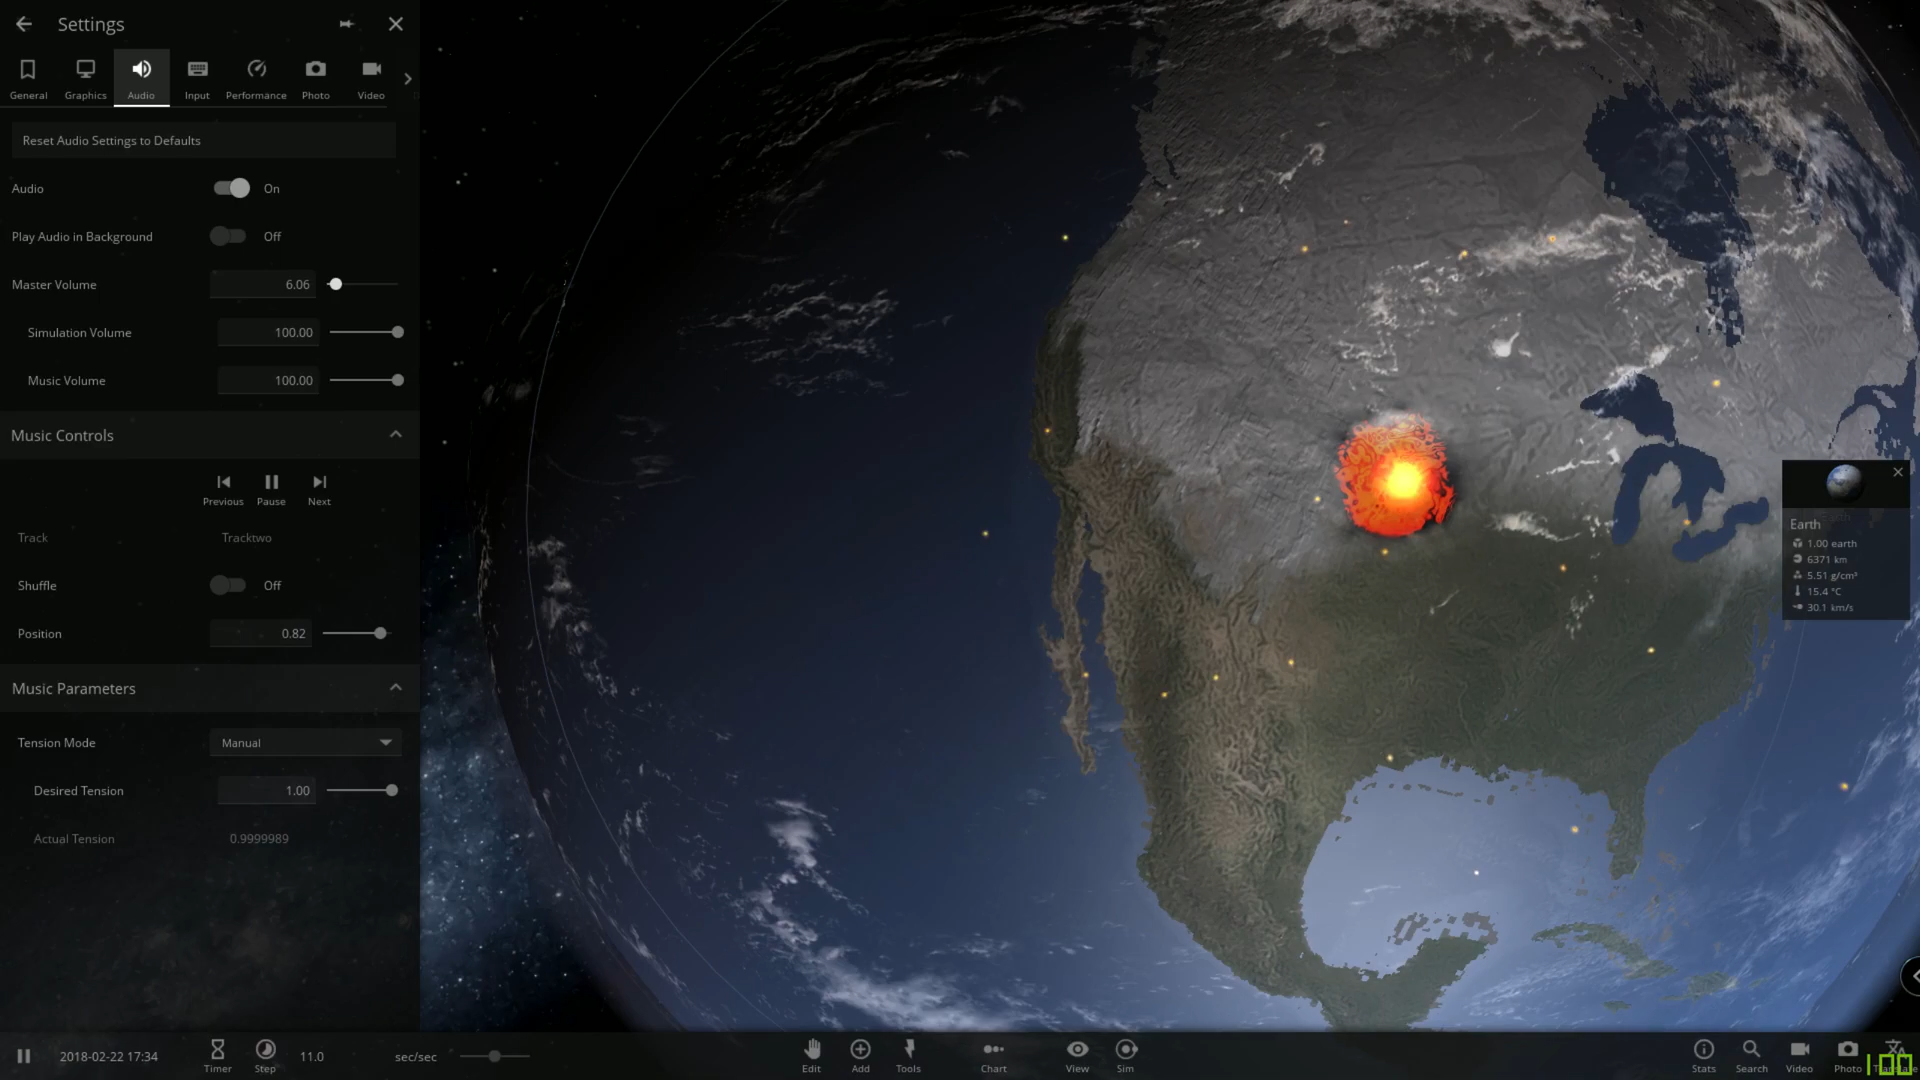 Settings
General Graphics Audio Input Performance Photo Video
Reset Audio Settings to Defaults
Audio On
Play Audio in Background Off
Master Volume 6.06
Simulation Volume 100.00
Music Volume 100.00
Music Controls
Previous Pause Next
Track Tracktwo
Shuffle Off
Position 0.82
Music Parameters
Tension Mode Manual
Desired Tension 1.00
Actual Tension 0.9999989
Earth
1.00 earth
6371 km
5.51 g/cm³
15.4 °C
30.1 km/s
2018-02-22 17:34 Timer Step 11.0 sec/sec Edit Add Tools Chart View Sim Stats Search Video Photo
100